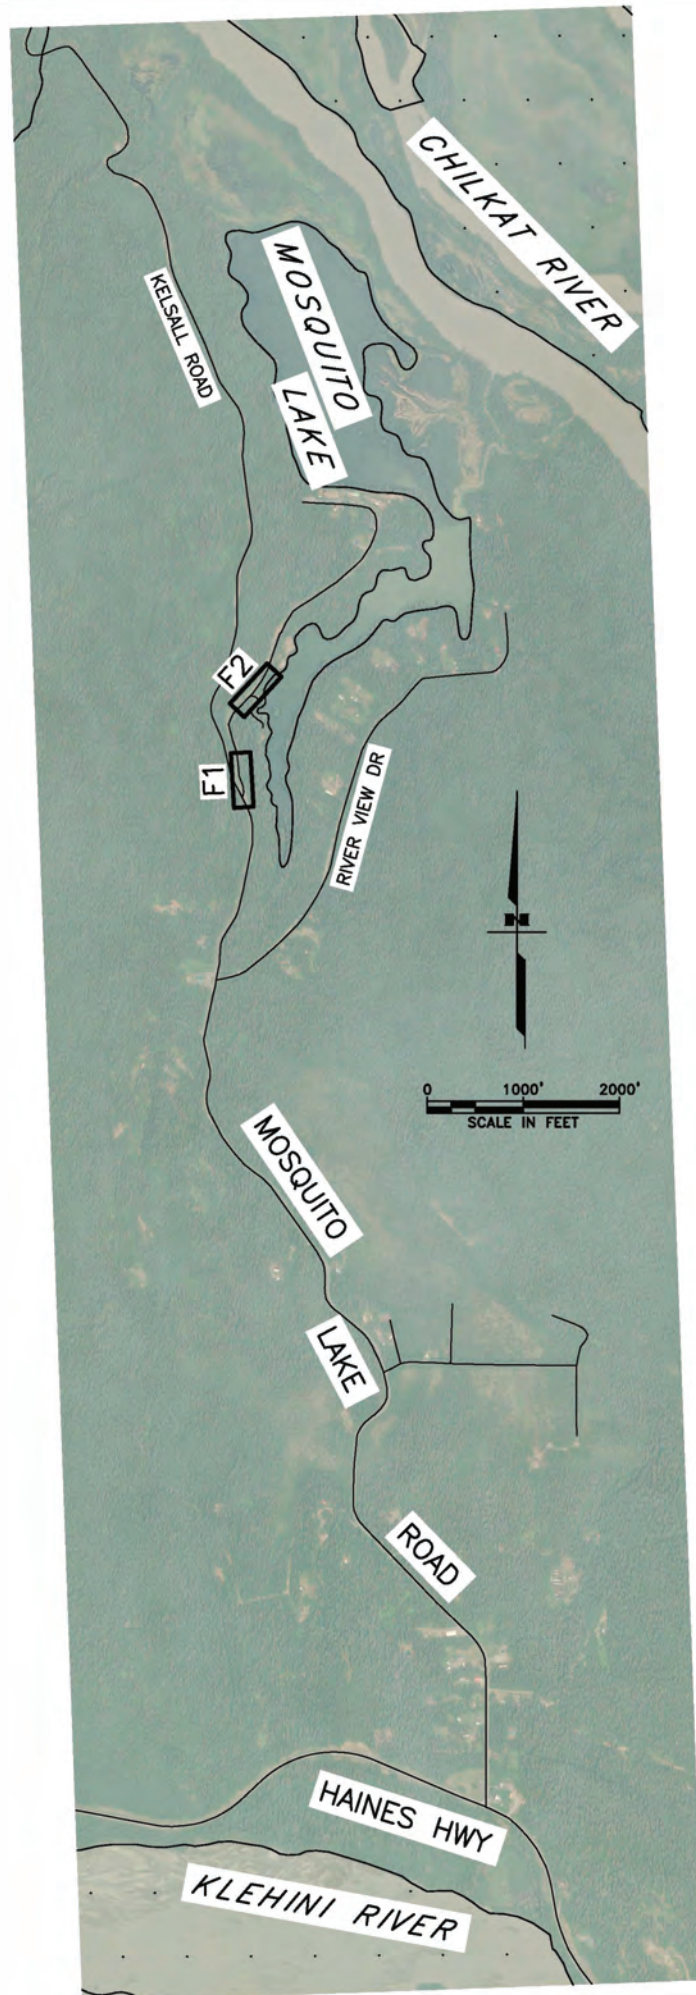 CHILKAT RIVER
MOSQUITO
LAKE
KELSALL ROAD
F2
F1
RIVER VIEW DR
N
0 1000' 2000'
SCALE IN FEET
MOSQUITO
LAKE
ROAD
HAINES HWY
KLEHINI RIVER